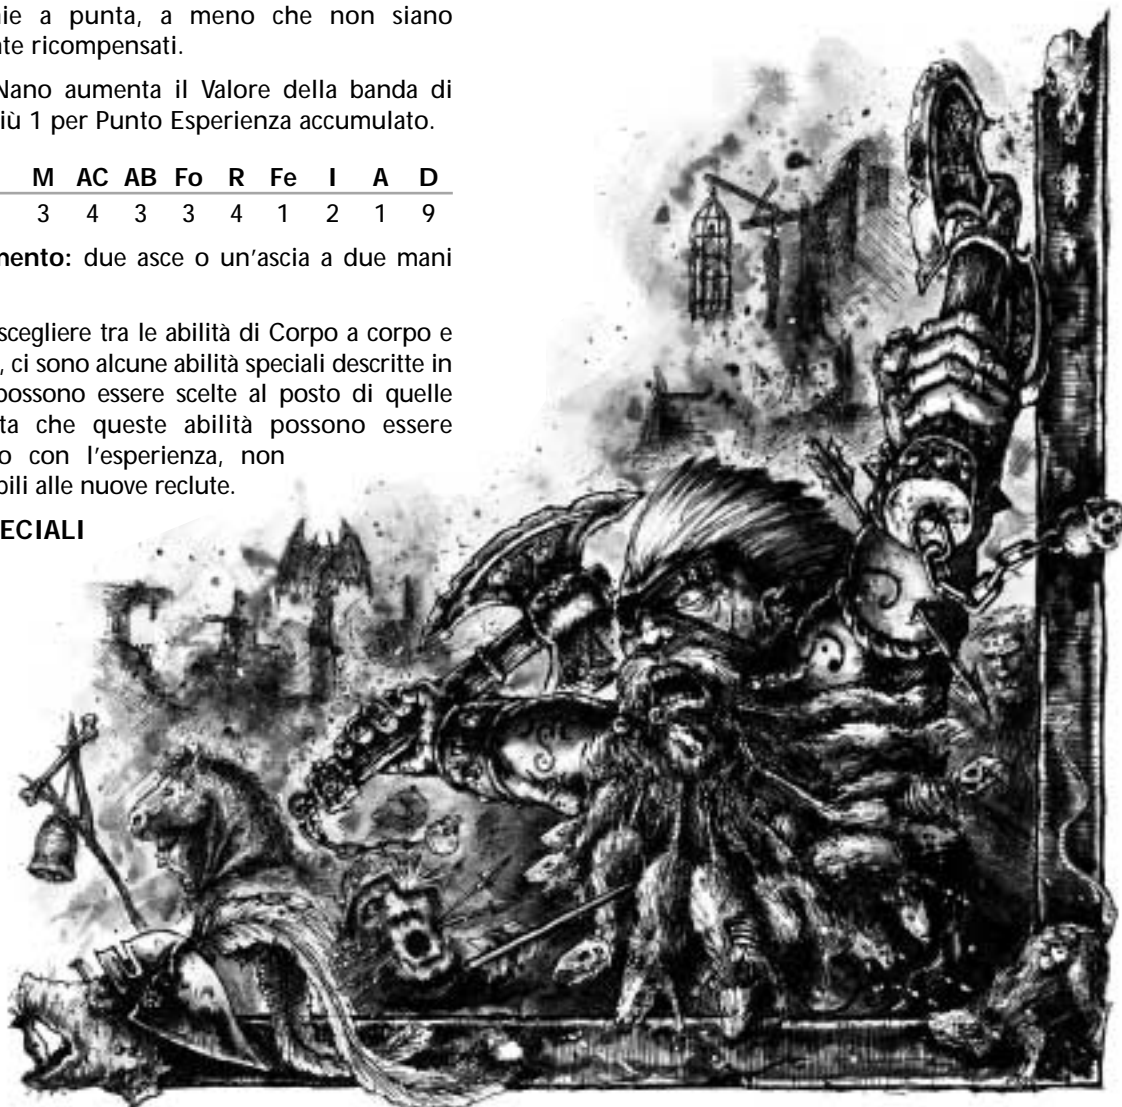 ie a punta, a meno che non siano
te ricompensati.
Nano aumenta il Valore della banda di
iù 1 per Punto Esperienza accumulato.
M AC AB Fo R Fe I A D
3 4 3 3 4 1 2 1 9
mento: due asce o un'ascia a due mani
scegliere tra le abilità di Corpo a corpo e
, ci sono alcune abilità speciali descritte in
possono essere scelte al posto di quelle
ta che queste abilità possono essere
o con l'esperienza, non
bili alle nuove reclute.
ECIALI